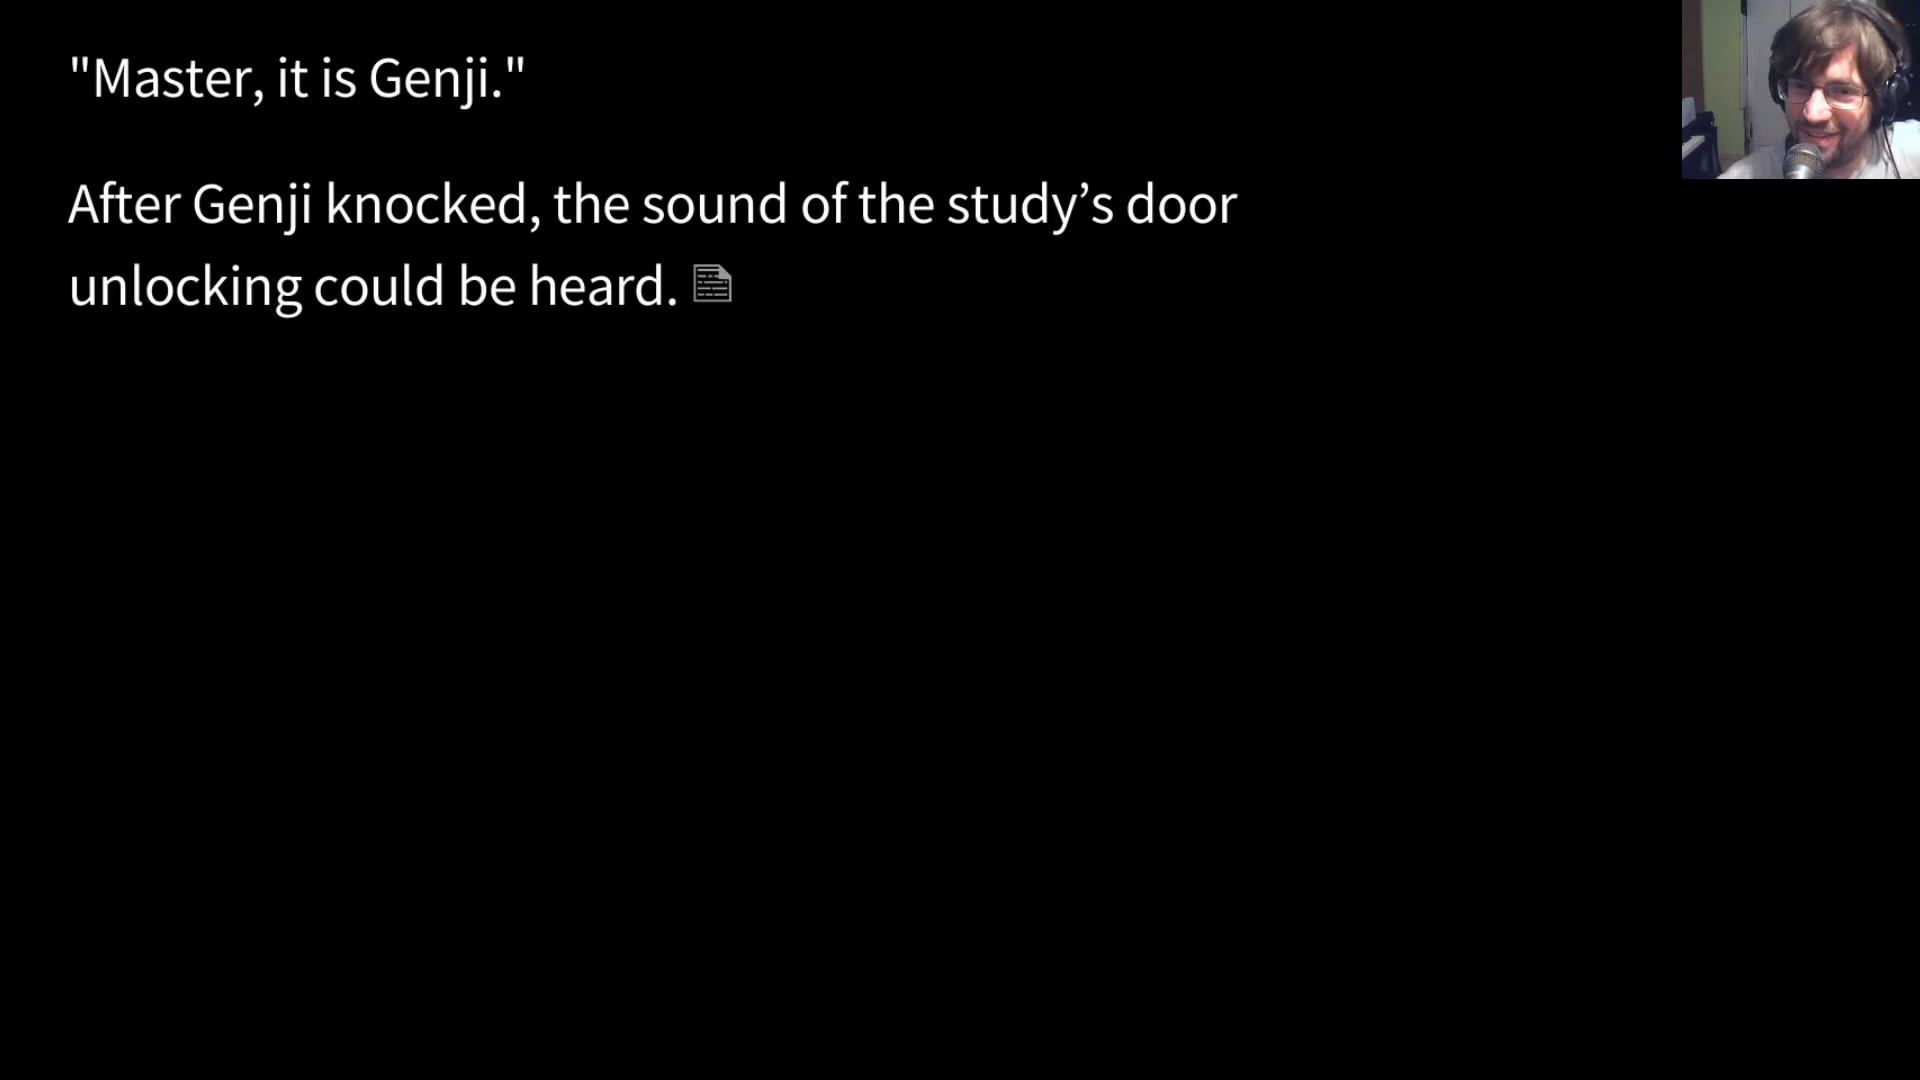 "Master, it is Genji."
After Genji knocked, the sound of the study’s door
unlocking could be heard.